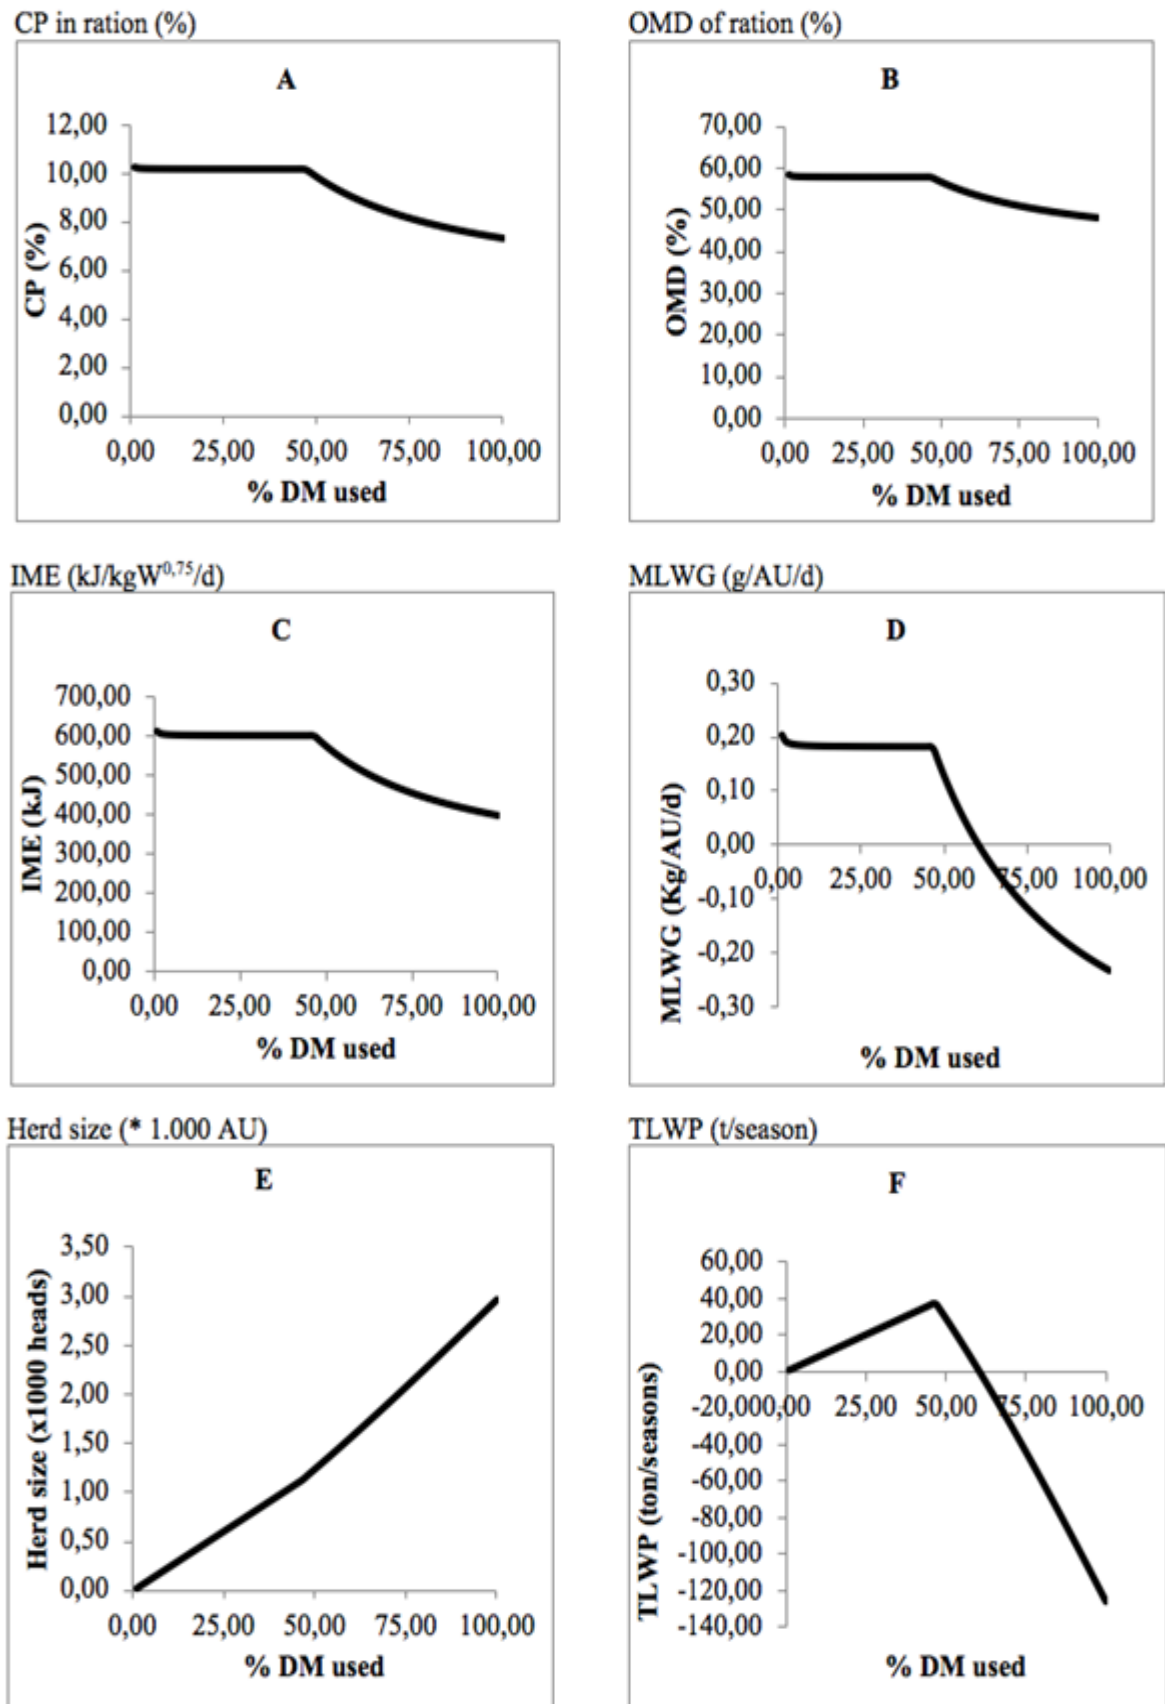 CP in ration (%)
A
12,00
10,00
8,00
6,00
4,00
2,00
0,00
CP (%)
0,00 25,00 50,00 75,00 100,00
% DM used
OMD of ration (%)
B
70,00
60,00
50,00
40,00
30,00
20,00
10,00
0,00
OMD (%)
0,00 25,00 50,00 75,00 100,00
% DM used
IME (kJ/kgW0,75/d)
C
700,00
600,00
500,00
400,00
300,00
200,00
100,00
0,00
IME (kJ)
0,00 25,00 50,00 75,00 100,00
% DM used
MLWG (g/AU/d)
D
0,30
0,20
0,10
0,00
-0,10
-0,20
-0,30
MLWG (Kg/AU/d)
0,00 25,00 50,00 75,00 100,00
% DM used
Herd size (* 1.000 AU)
E
3,50
3,00
2,50
2,00
1,50
1,00
0,50
0,00
Herd size (x1000 heads)
0,00 25,00 50,00 75,00 100,00
% DM used
TLWP (t/season)
F
60,00
40,00
20,00
0,00
-20,00
-40,00
-60,00
-80,00
-100,00
-120,00
-140,00
TLWP (ton/seasons)
0,00 25,00 50,00 75,00 100,00
% DM used